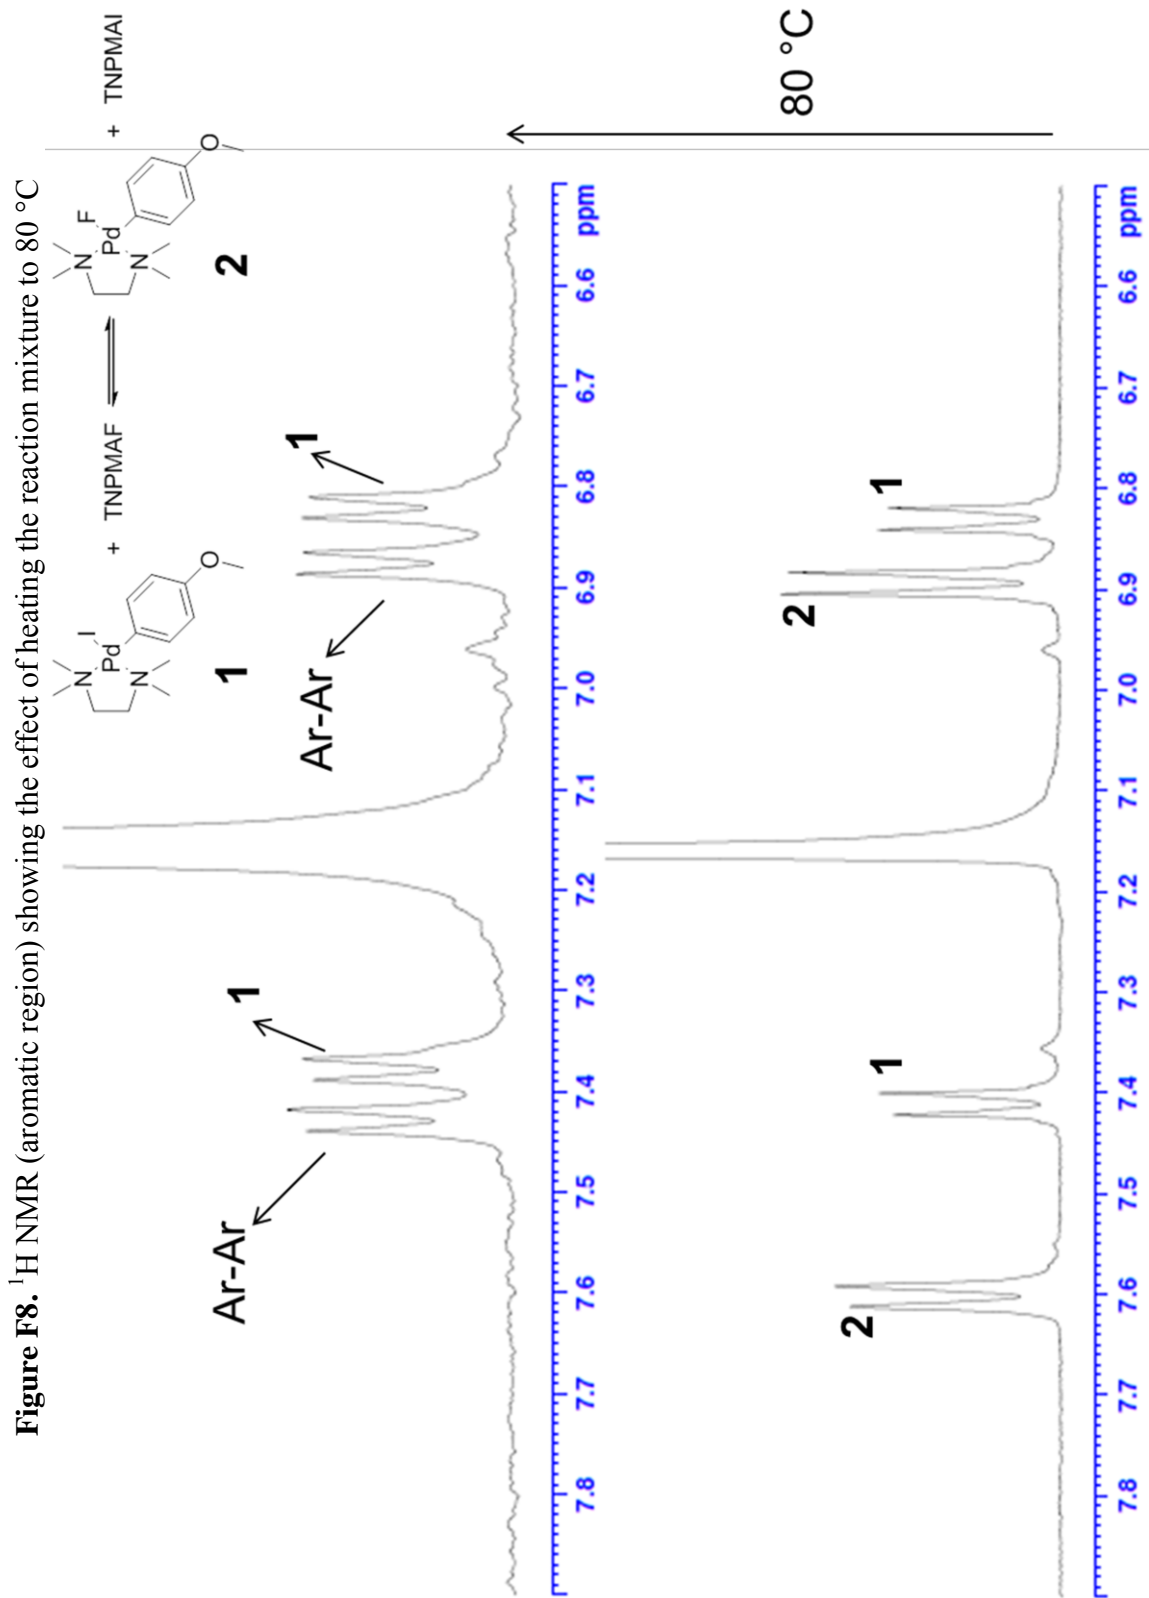 Figure F8. ¹H NMR (aromatic region) showing the effect of heating the reaction mixture to 80 °C
N
N
Pd
I
O
1
+ TNPMAF
N
N
Pd
F
O
2
+ TNPMAI
Ar-Ar
1
Ar-Ar
1
7.8 7.7 7.6 7.5 7.4 7.3 7.2 7.1 7.0 6.9 6.8 6.7 6.6 ppm
80 °C
2
1
2
1
7.8 7.7 7.6 7.5 7.4 7.3 7.2 7.1 7.0 6.9 6.8 6.7 6.6 ppm